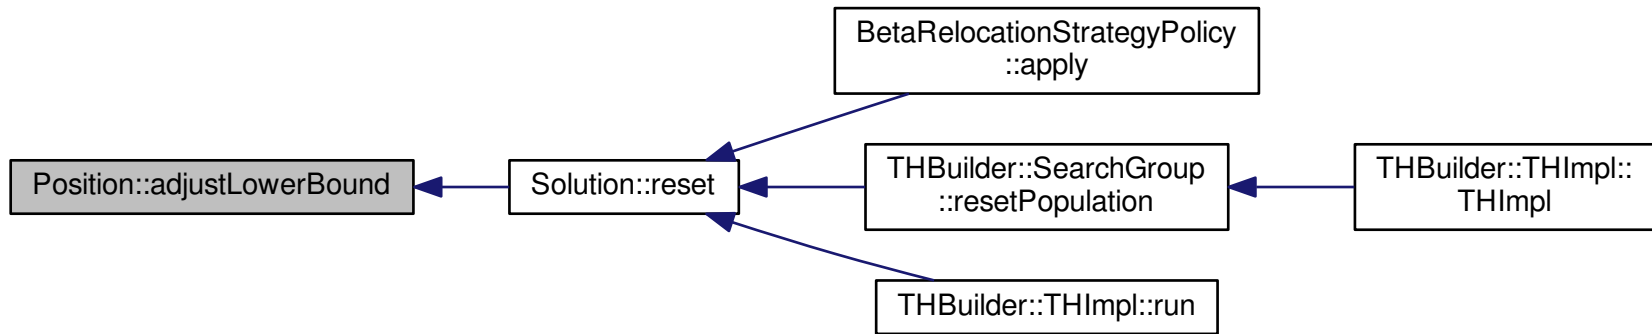 BetaRelocationStrategyPolicy
::apply
Position::adjustLowerBound
Solution::reset
THBuilder::SearchGroup
::resetPopulation
THBuilder::THImpl::
THImpl
THBuilder::THImpl::run